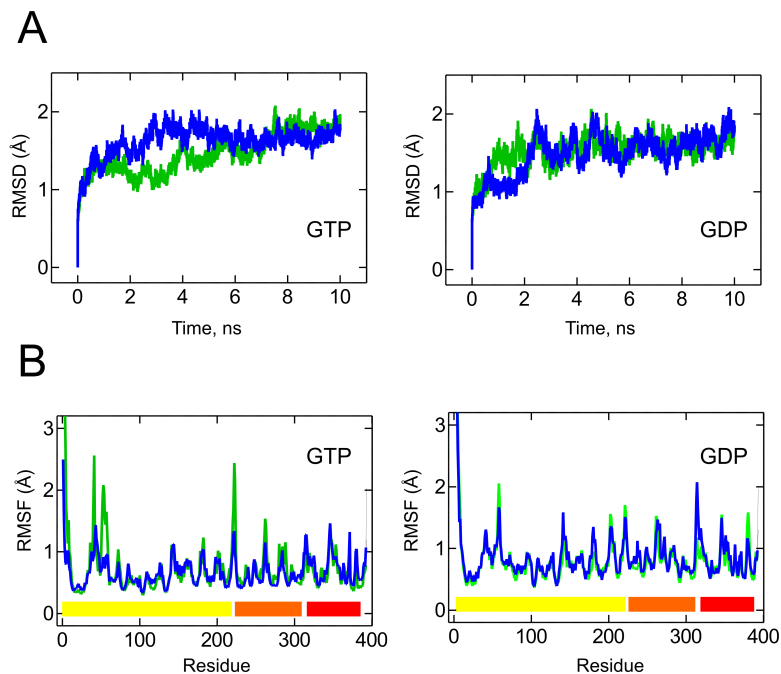 A
2
1
0
RMSD (Å)
GTP
0 2 4 6 8 10
Time, ns
2
1
0
RMSD (Å)
GDP
0 2 4 6 8 10
Time, ns
B
3
2
1
0
RMSF (Å)
GTP
0 100 200 300 400
Residue
3
2
1
0
RMSF (Å)
GDP
0 100 200 300 400
Residue